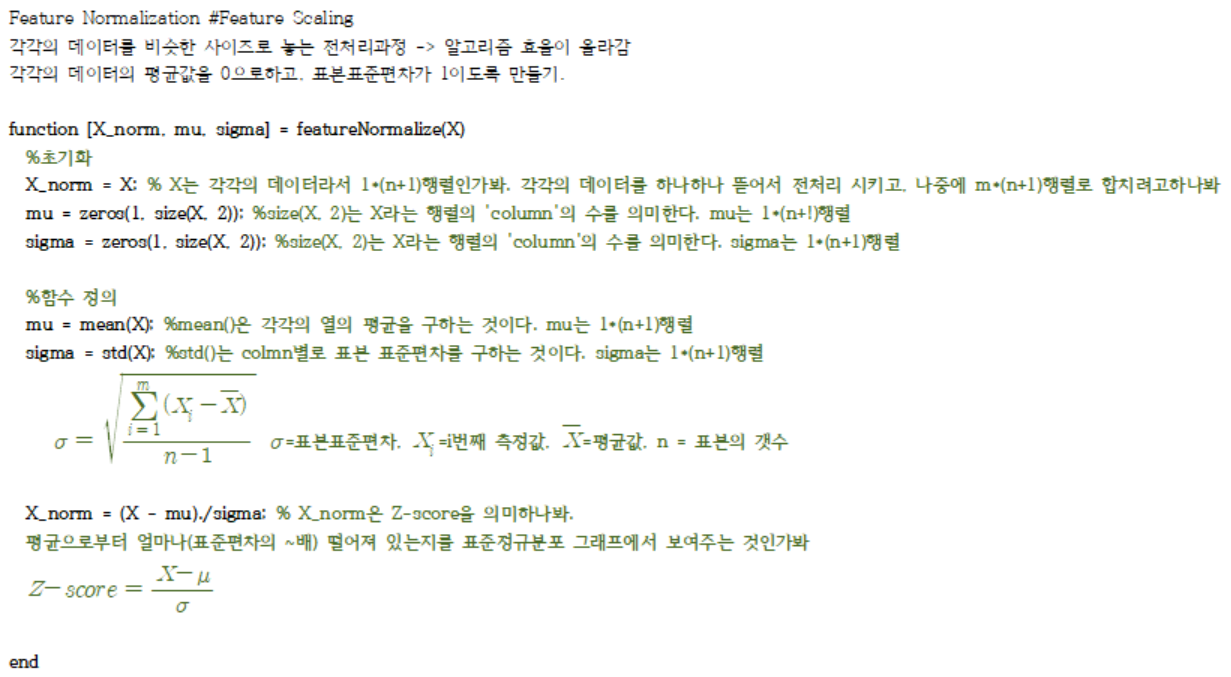 Feature Normalization #Feature Scaling
각각의 데이터를 비슷한 사이즈로 놓는 전처리과정 -> 알고리즘 효율이 올라감
각각의 데이터의 평균값을 0으로하고, 표본표준편차가 1이도록 만들기.
function [X_norm, mu, sigma] = featureNormalize(X)
%초기화
X_norm = X; % X는 각각의 데이터라서 1*(n+1)행렬인가봐. 각각의 데이터를 하나하나 뜯어서 전처리 시키고, 나중에 m*(n+1)행렬로 합치려고하나봐
mu = zeros(1, size(X, 2)); %size(X, 2)는 X라는 행렬의 'column'의 수를 의미한다. mu는 1*(n+!)행렬
sigma = zeros(1, size(X, 2)); %size(X, 2)는 X라는 행렬의 'column'의 수를 의미한다. sigma는 1*(n+1)행렬
%함수 정의
mu = mean(X); %mean()은 각각의 열의 평균을 구하는 것이다. mu는 1*(n+1)행렬
sigma = std(X); %std()는 colmn별로 표본 표준편차를 구하는 것이다. sigma는 1*(n+1)행렬
σ = √(∑_{i=1}^{m} (X_i − X̅) / (n−1)) σ=표본표준편차, X_i=i번째 측정값, X̅=평균값, n = 표본의 갯수
X_norm = (X - mu)./sigma; % X_norm은 Z-score을 의미하나봐.
평균으로부터 얼마나(표준편차의 ~배) 떨어져 있는지를 표준정규분포 그래프에서 보여주는 것인가봐
Z− score = (X− μ) / σ
end